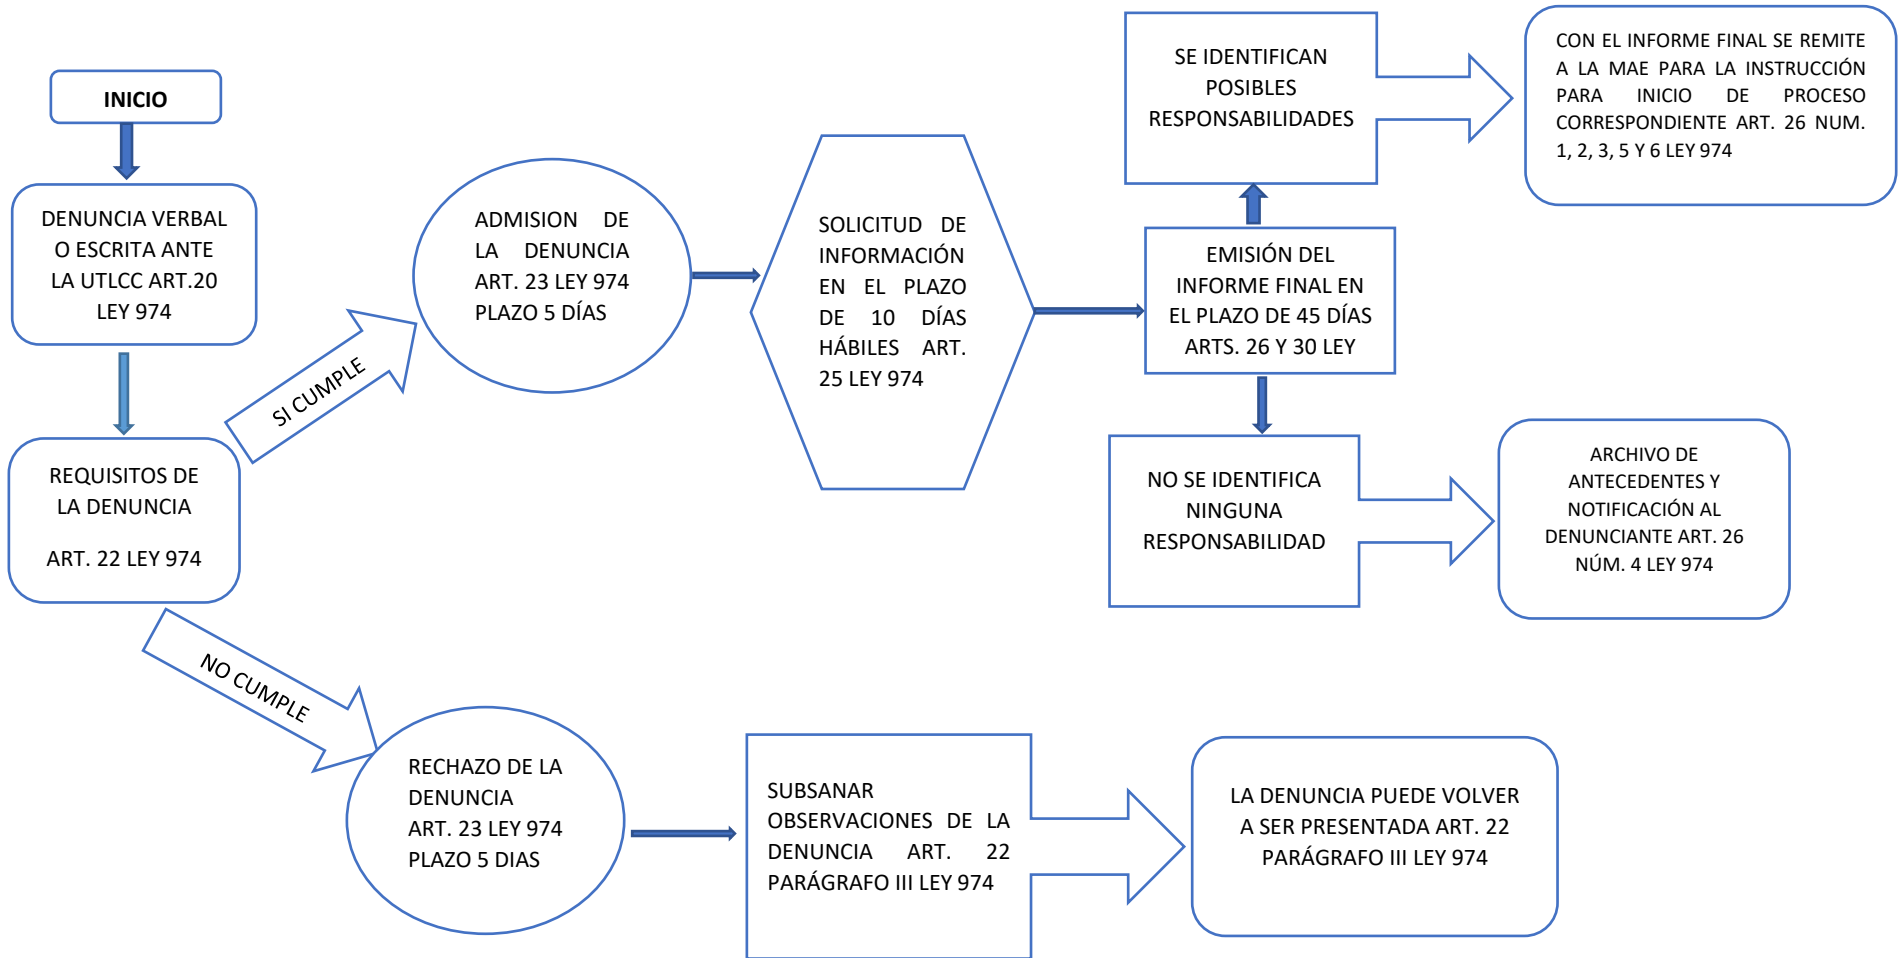 INICIO
DENUNCIA VERBAL
O ESCRITA ANTE
LA UTLCC ART.20
LEY 974
REQUISITOS DE
LA DENUNCIA
ART. 22 LEY 974
SI CUMPLE
ADMISION DE
LA DENUNCIA
ART. 23 LEY 974
PLAZO 5 DÍAS
SOLICITUD DE
INFORMACIÓN
EN EL PLAZO
DE 10 DÍAS
HÁBILES ART.
25 LEY 974
EMISIÓN DEL
INFORME FINAL EN
EL PLAZO DE 45 DÍAS
ARTS. 26 Y 30 LEY
SE IDENTIFICAN
POSIBLES
RESPONSABILIDADES
CON EL INFORME FINAL SE REMITE
A LA MAE PARA LA INSTRUCCIÓN
PARA INICIO DE PROCESO
CORRESPONDIENTE ART. 26 NUM.
1, 2, 3, 5 Y 6 LEY 974
NO SE IDENTIFICA
NINGUNA
RESPONSABILIDAD
ARCHIVO DE
ANTECEDENTES Y
NOTIFICACIÓN AL
DENUNCIANTE ART. 26
NÚM. 4 LEY 974
NO CUMPLE
RECHAZO DE LA
DENUNCIA
ART. 23 LEY 974
PLAZO 5 DIAS
SUBSANAR
OBSERVACIONES DE LA
DENUNCIA ART. 22
PARÁGRAFO III LEY 974
LA DENUNCIA PUEDE VOLVER
A SER PRESENTADA ART. 22
PARÁGRAFO III LEY 974